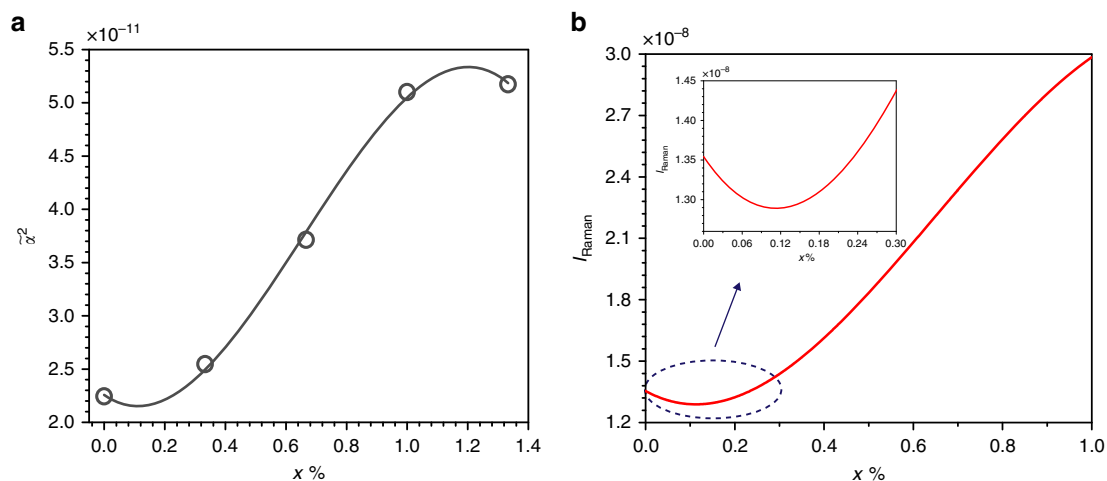 a
×10⁻¹¹
5.5
5.0
4.5
4.0
3.5
3.0
2.5
2.0
α̃²
0.0 0.2 0.4 0.6 0.8 1.0 1.2 1.4
x %
b
×10⁻⁸
3.0
2.7
2.4
2.1
1.8
1.5
1.2
I_Raman
0.0 0.2 0.4 0.6 0.8 1.0
x %
×10⁻⁸
1.45
1.40
1.35
1.30
I_Raman
0.00 0.06 0.12 0.18 0.24 0.30
x %